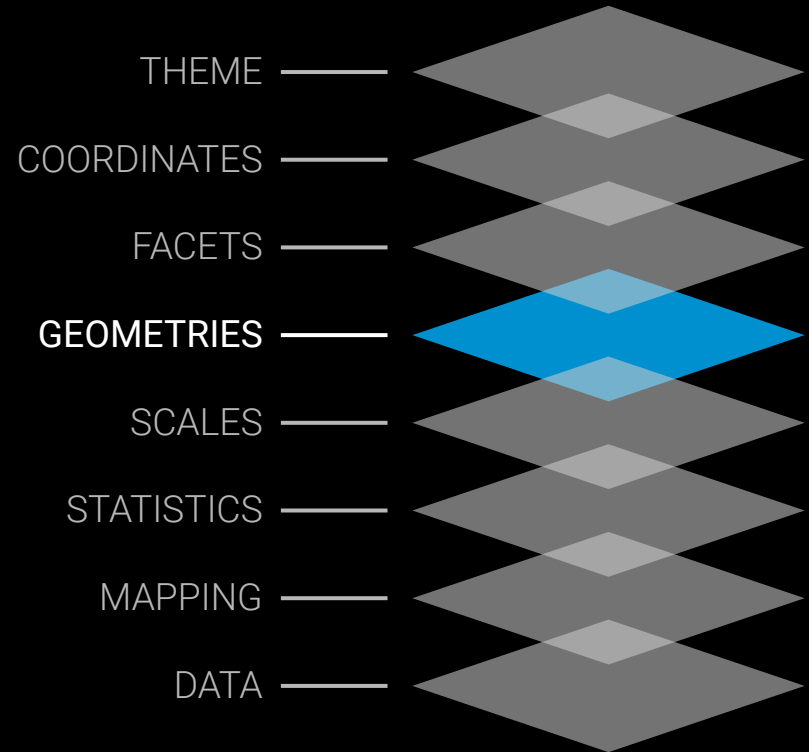 THEME
COORDINATES
FACETS
GEOMETRIES
SCALES
STATISTICS
MAPPING
DATA